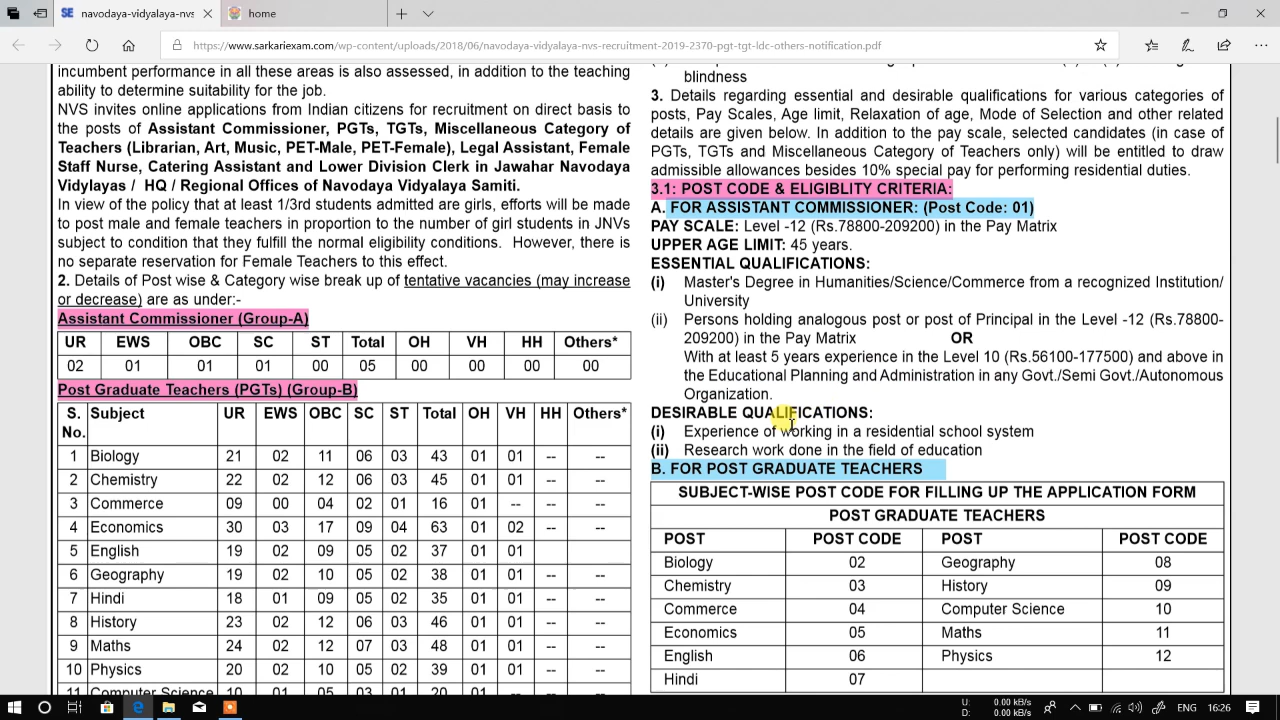 navodaya-vidyalaya-nvs
home
https://www.sarkariexam.com/wp-content/uploads/2018/06/navodaya-vidyalaya-nvs-recruitment-2019-2370-pgt-tgt-ldc-others-notification.pdf
incumbent performance in all these areas is also assessed, in addition to the teaching
ability to determine suitability for the job.
NVS invites online applications from Indian citizens for recruitment on direct basis to
the posts of Assistant Commissioner, PGTs, TGTs, Miscellaneous Category of
Teachers (Librarian, Art, Music, PET-Male, PET-Female), Legal Assistant, Female
Staff Nurse, Catering Assistant and Lower Division Clerk in Jawahar Navodaya
Vidylayas / HQ / Regional Offices of Navodaya Vidyalaya Samiti.
In view of the policy that at least 1/3rd students admitted are girls, efforts will be made
to post male and female teachers in proportion to the number of girl students in JNVs
subject to condition that they fulfill the normal eligibility conditions. However, there is
no separate reservation for Female Teachers to this effect.
2. Details of Post wise & Category wise break up of tentative vacancies (may increase
or decrease) are as under:-
Assistant Commissioner (Group-A)
UR EWS OBC SC ST Total OH VH HH Others*
02 01 01 01 00 05 00 00 00 00
Post Graduate Teachers (PGTs) (Group-B)
S. Subject UR EWS OBC SC ST Total OH VH HH Others*
No.
1 Biology 21 02 11 06 03 43 01 01 -- --
2 Chemistry 22 02 12 06 03 45 01 01 -- --
3 Commerce 09 00 04 02 01 16 01 -- -- --
4 Economics 30 03 17 09 04 63 01 02 -- --
5 English 19 02 09 05 02 37 01 01
6 Geography 19 02 10 05 02 38 01 01 -- --
7 Hindi 18 01 09 05 02 35 01 01 -- --
8 History 23 02 12 06 03 46 01 01 -- --
9 Maths 24 02 12 07 03 48 01 01 -- --
10 Physics 20 02 10 05 02 39 01 01 -- --
11 Computer Science 10 01 05 03 01 20 01 -- -- --
blindness
3. Details regarding essential and desirable qualifications for various categories of
posts, Pay Scales, Age limit, Relaxation of age, Mode of Selection and other related
details are given below. In addition to the pay scale, selected candidates (in case of
PGTs, TGTs and Miscellaneous Category of Teachers only) will be entitled to draw
admissible allowances besides 10% special pay for performing residential duties.
3.1: POST CODE & ELIGIBLITY CRITERIA:
A. FOR ASSISTANT COMMISSIONER: (Post Code: 01)
PAY SCALE: Level -12 (Rs.78800-209200) in the Pay Matrix
UPPER AGE LIMIT: 45 years.
ESSENTIAL QUALIFICATIONS:
(i) Master's Degree in Humanities/Science/Commerce from a recognized Institution/
University
(ii) Persons holding analogous post or post of Principal in the Level -12 (Rs.78800-
209200) in the Pay Matrix OR
With at least 5 years experience in the Level 10 (Rs.56100-177500) and above in
the Educational Planning and Administration in any Govt./Semi Govt./Autonomous
Organization.
DESIRABLE QUALIFICATIONS:
(i) Experience of working in a residential school system
(ii) Research work done in the field of education
B. FOR POST GRADUATE TEACHERS
SUBJECT-WISE POST CODE FOR FILLING UP THE APPLICATION FORM
POST GRADUATE TEACHERS
POST POST CODE POST POST CODE
Biology 02 Geography 08
Chemistry 03 History 09
Commerce 04 Computer Science 10
Economics 05 Maths 11
English 06 Physics 12
Hindi 07
U: 0.00 kB/s
D: 0.00 kB/s
ENG 16:26